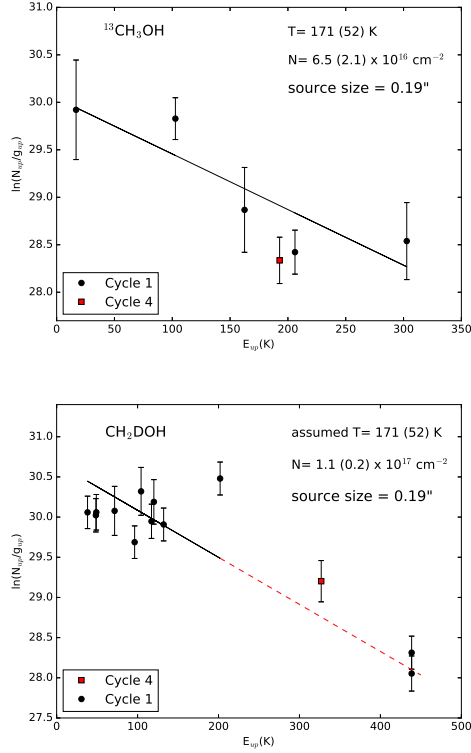 31.0
¹³CH₃OH
T= 171 (52) K
N= 6.5 (2.1) x 10¹⁶ cm⁻²
source size = 0.19"
30.5
30.0
29.5
29.0
28.5
28.0
ln(Nᵤₚ/gᵤₚ)
Cycle 1
Cycle 4
0 50 100 150 200 250 300 350
Eᵤₚ(K)
31.0
CH₂DOH
assumed T= 171 (52) K
N= 1.1 (0.2) x 10¹⁷ cm⁻²
source size = 0.19"
30.5
30.0
29.5
29.0
28.5
28.0
27.5
ln(Nᵤₚ/gᵤₚ)
Cycle 4
Cycle 1
0 100 200 300 400 500
Eᵤₚ(K)